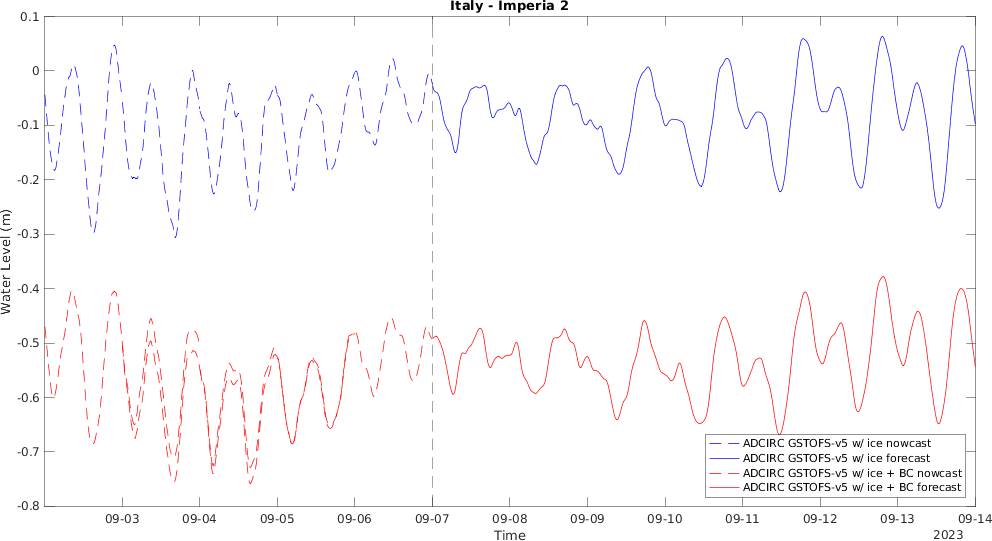 Italy - Imperia 2
0.1
0
-0.1
-0.2
-0.3
-0.4
-0.5
-0.6
-0.7
-0.8
Water Level (m)
09-03 09-04 09-05 09-06 09-07 09-08 09-09 09-10 09-11 09-12 09-13 09-14
Time
2023
ADCIRC GSTOFS-v5 w/ ice nowcast
ADCIRC GSTOFS-v5 w/ ice forecast
ADCIRC GSTOFS-v5 w/ ice + BC nowcast
ADCIRC GSTOFS-v5 w/ ice + BC forecast